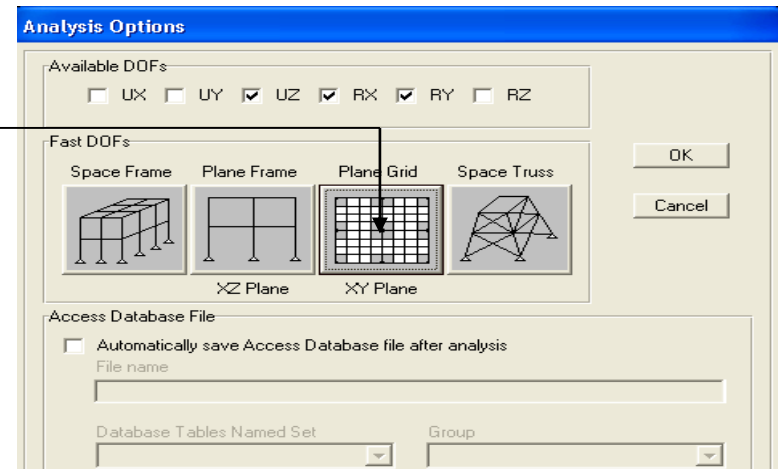 Analysis Options
Available DOFs
UX UY UZ RX RY RZ
Fast DOFs
Space Frame Plane Frame Plane Grid Space Truss
XZ Plane XY Plane
OK
Cancel
Access Database File
Automatically save Access Database file after analysis
File name
Database Tables Named Set Group